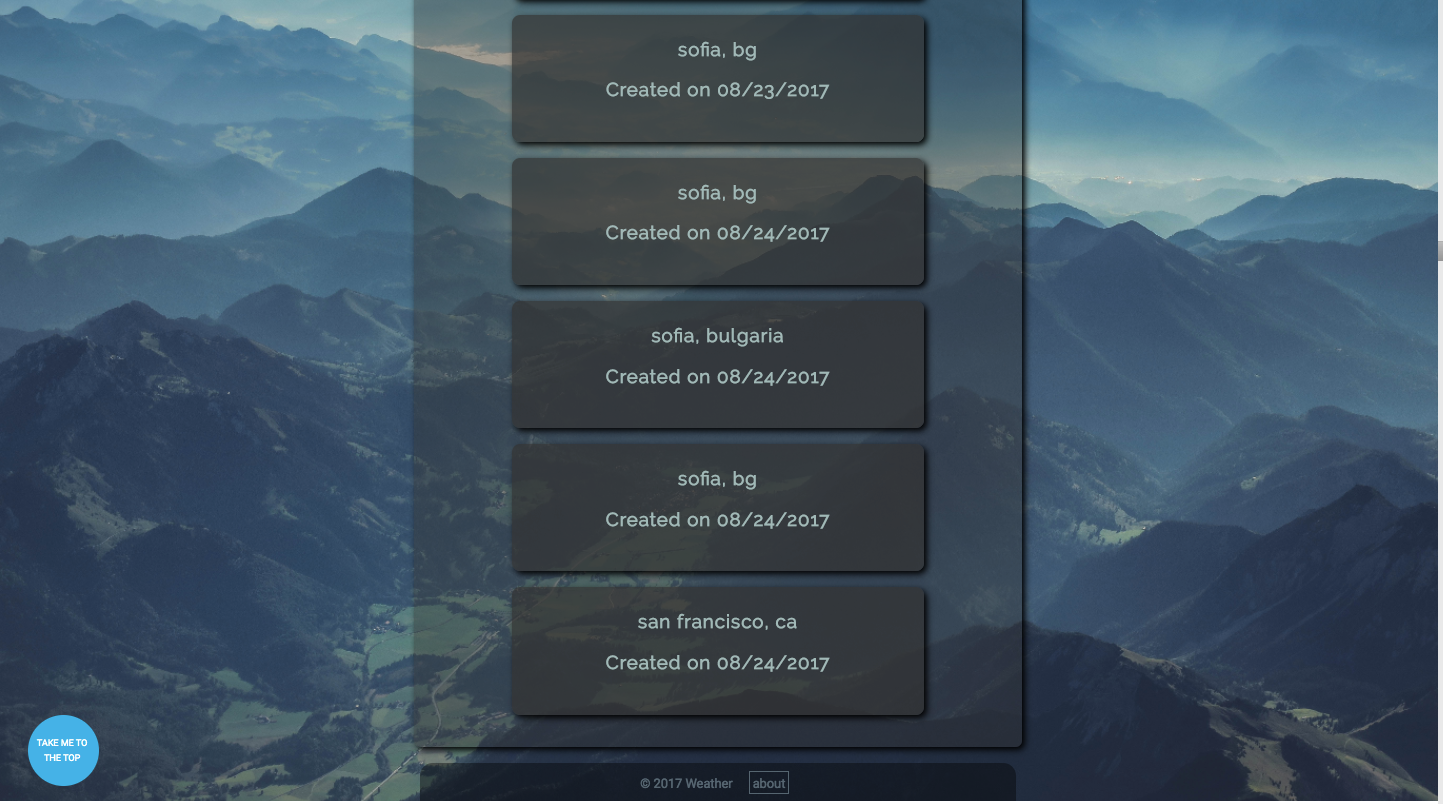 sofia, bg
Created on 08/23/2017
sofia, bg
Created on 08/24/2017
sofia, bulgaria
Created on 08/24/2017
sofia, bg
Created on 08/24/2017
san francisco, ca
Created on 08/24/2017
TAKE ME TO
THE TOP
© 2017 Weather about